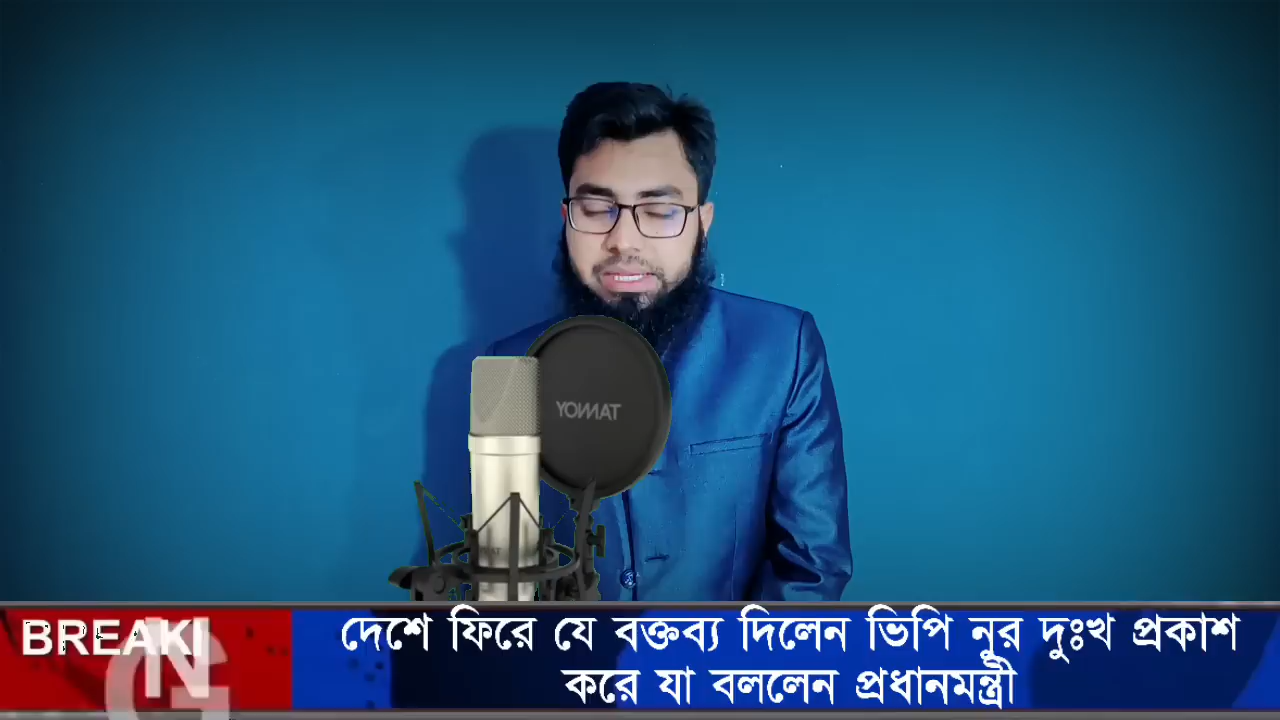 YOMAT
BREAKI
N
G
দেশে ফিরে যে বক্তব্য দিলেন ভিপি নুর দুঃখ প্রকাশ
করে যা বললেন প্রধানমন্ত্রী